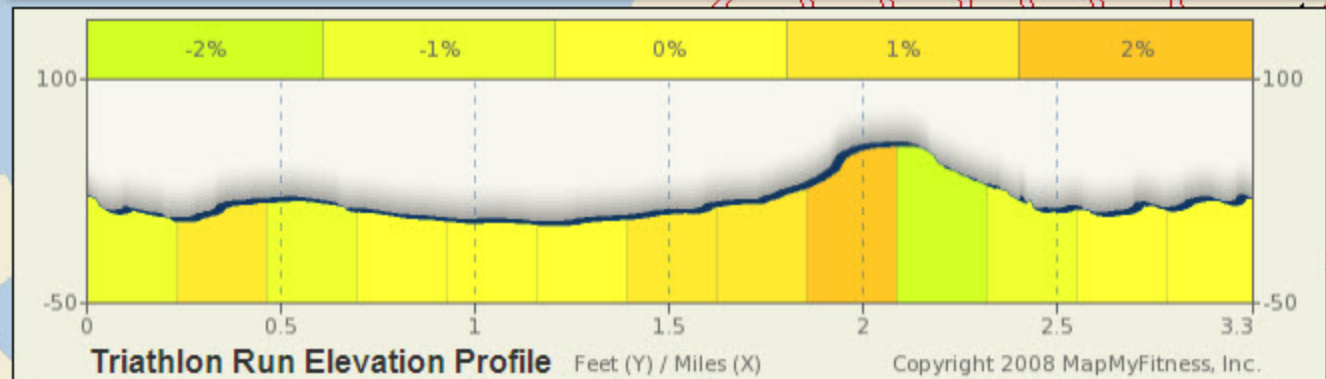 -2% -1% 0% 1% 2%
100 100
-50 -50
0 0.5 1 1.5 2 2.5 3.3
Triathlon Run Elevation Profile Feet (Y) / Miles (X) Copyright 2008 MapMyFitness, Inc.